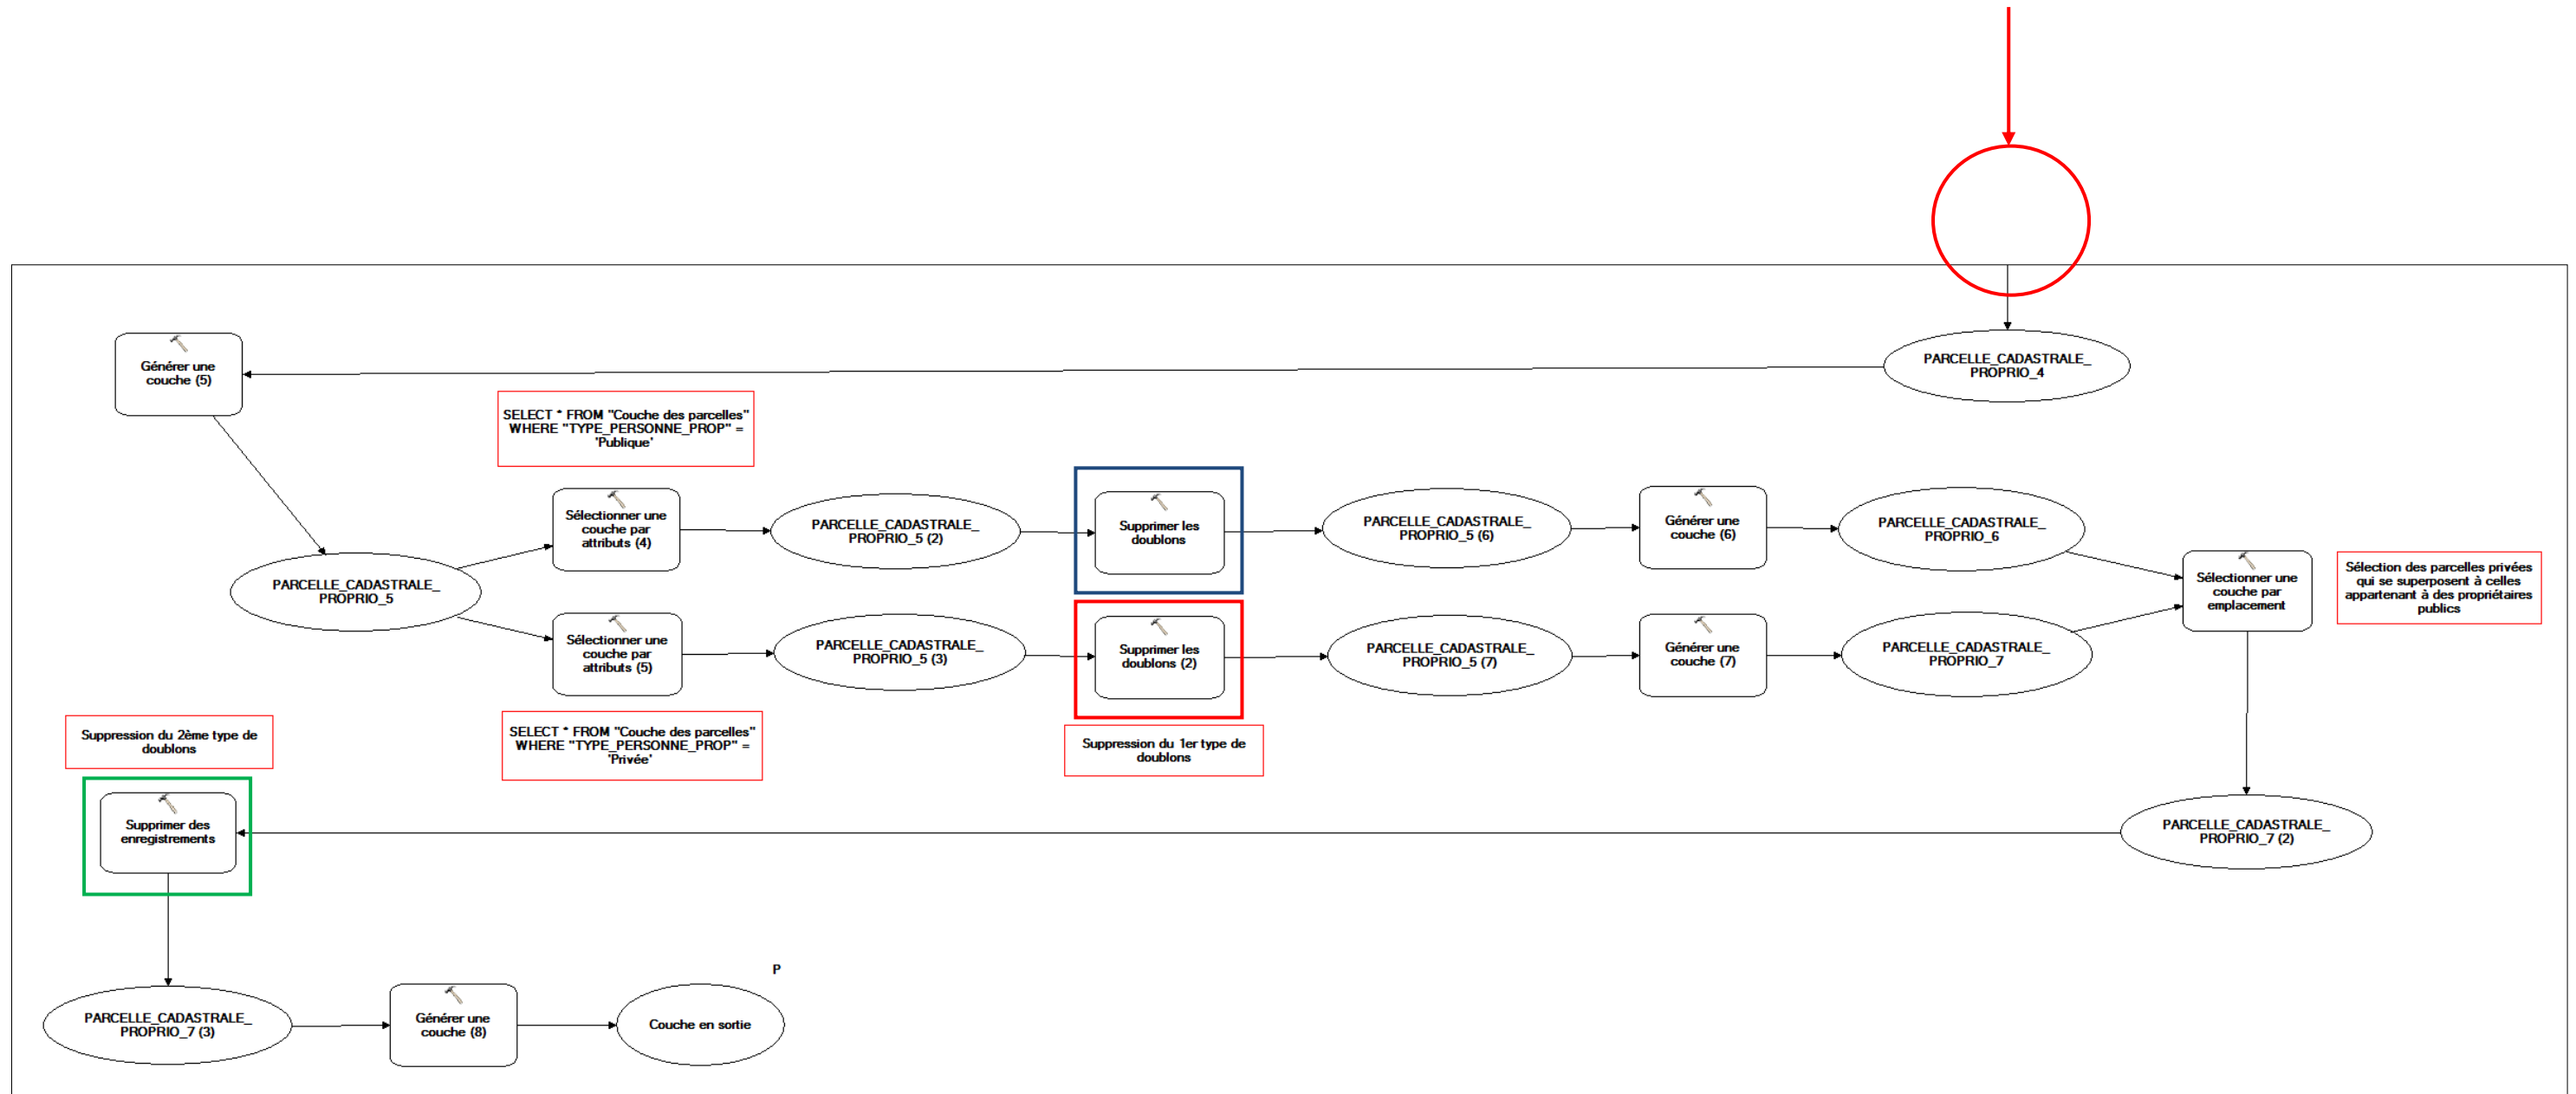 PARCELLE_CADASTRALE_
PROPRIO_4
Générer une
couche (5)
SELECT * FROM "Couche des parcelles"
WHERE "TYPE_PERSONNE_PROP" =
'Publique'
Sélectionner une
couche par
attributs (4)
PARCELLE_CADASTRALE_
PROPRIO_5 (2)
Supprimer les
doublons
PARCELLE_CADASTRALE_
PROPRIO_5 (6)
Générer une
couche (6)
PARCELLE_CADASTRALE_
PROPRIO_6
PARCELLE_CADASTRALE_
PROPRIO_5
Sélectionner une
couche par
emplacement
Sélection des parcelles privées
qui se superposent à celles
appartenant à des propriétaires
publics
Sélectionner une
couche par
attributs (5)
PARCELLE_CADASTRALE_
PROPRIO_5 (3)
Supprimer les
doublons (2)
PARCELLE_CADASTRALE_
PROPRIO_5 (7)
Générer une
couche (7)
PARCELLE_CADASTRALE_
PROPRIO_7
Suppression du 2ème type de
doublons
SELECT * FROM "Couche des parcelles"
WHERE "TYPE_PERSONNE_PROP" =
'Privée'
Suppression du 1er type de
doublons
Supprimer des
enregistrements
PARCELLE_CADASTRALE_
PROPRIO_7 (2)
P
PARCELLE_CADASTRALE_
PROPRIO_7 (3)
Générer une
couche (8)
Couche en sortie